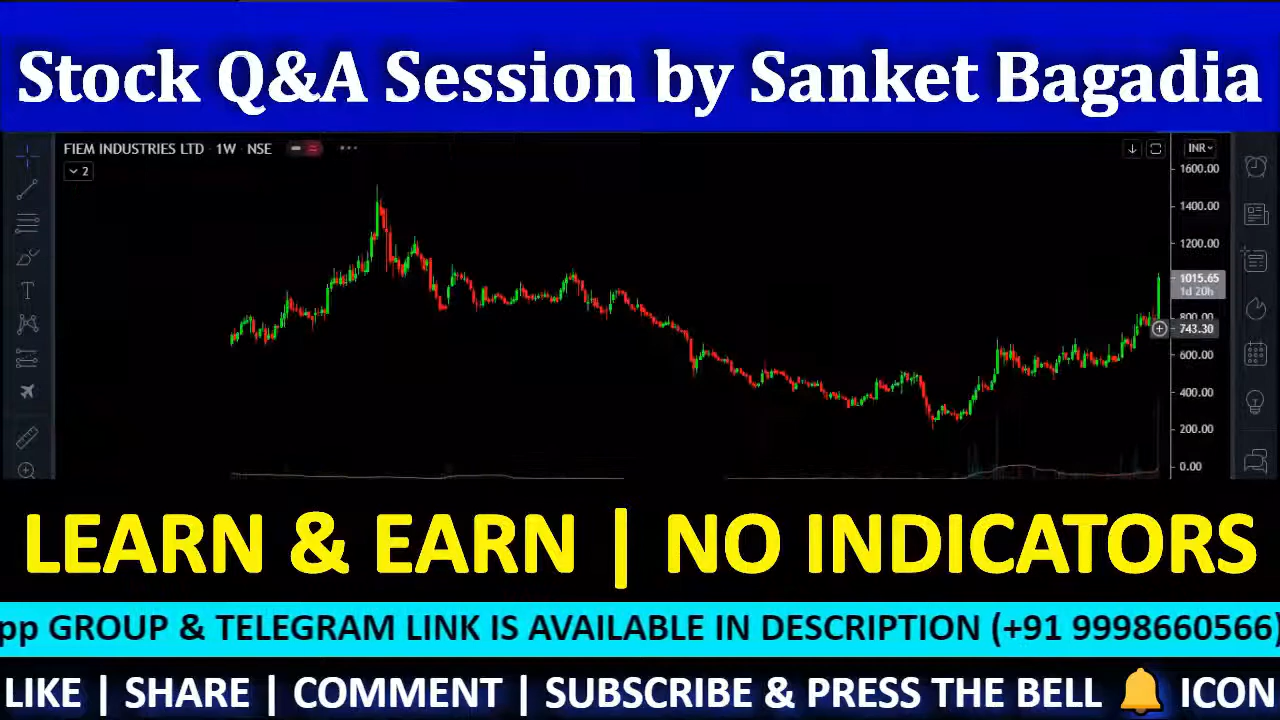 Stock Q&A Session by Sanket Bagadia
FIEM INDUSTRIES LTD · 1W · NSE
INR
2
1600.00
1400.00
1200.00
1015.65
1d 20h
800.00
743.30
600.00
400.00
200.00
0.00
LEARN & EARN | NO INDICATORS
pp GROUP & TELEGRAM LINK IS AVAILABLE IN DESCRIPTION (+91 9998660566)
LIKE | SHARE | COMMENT | SUBSCRIBE & PRESS THE BELL 🔔 ICON